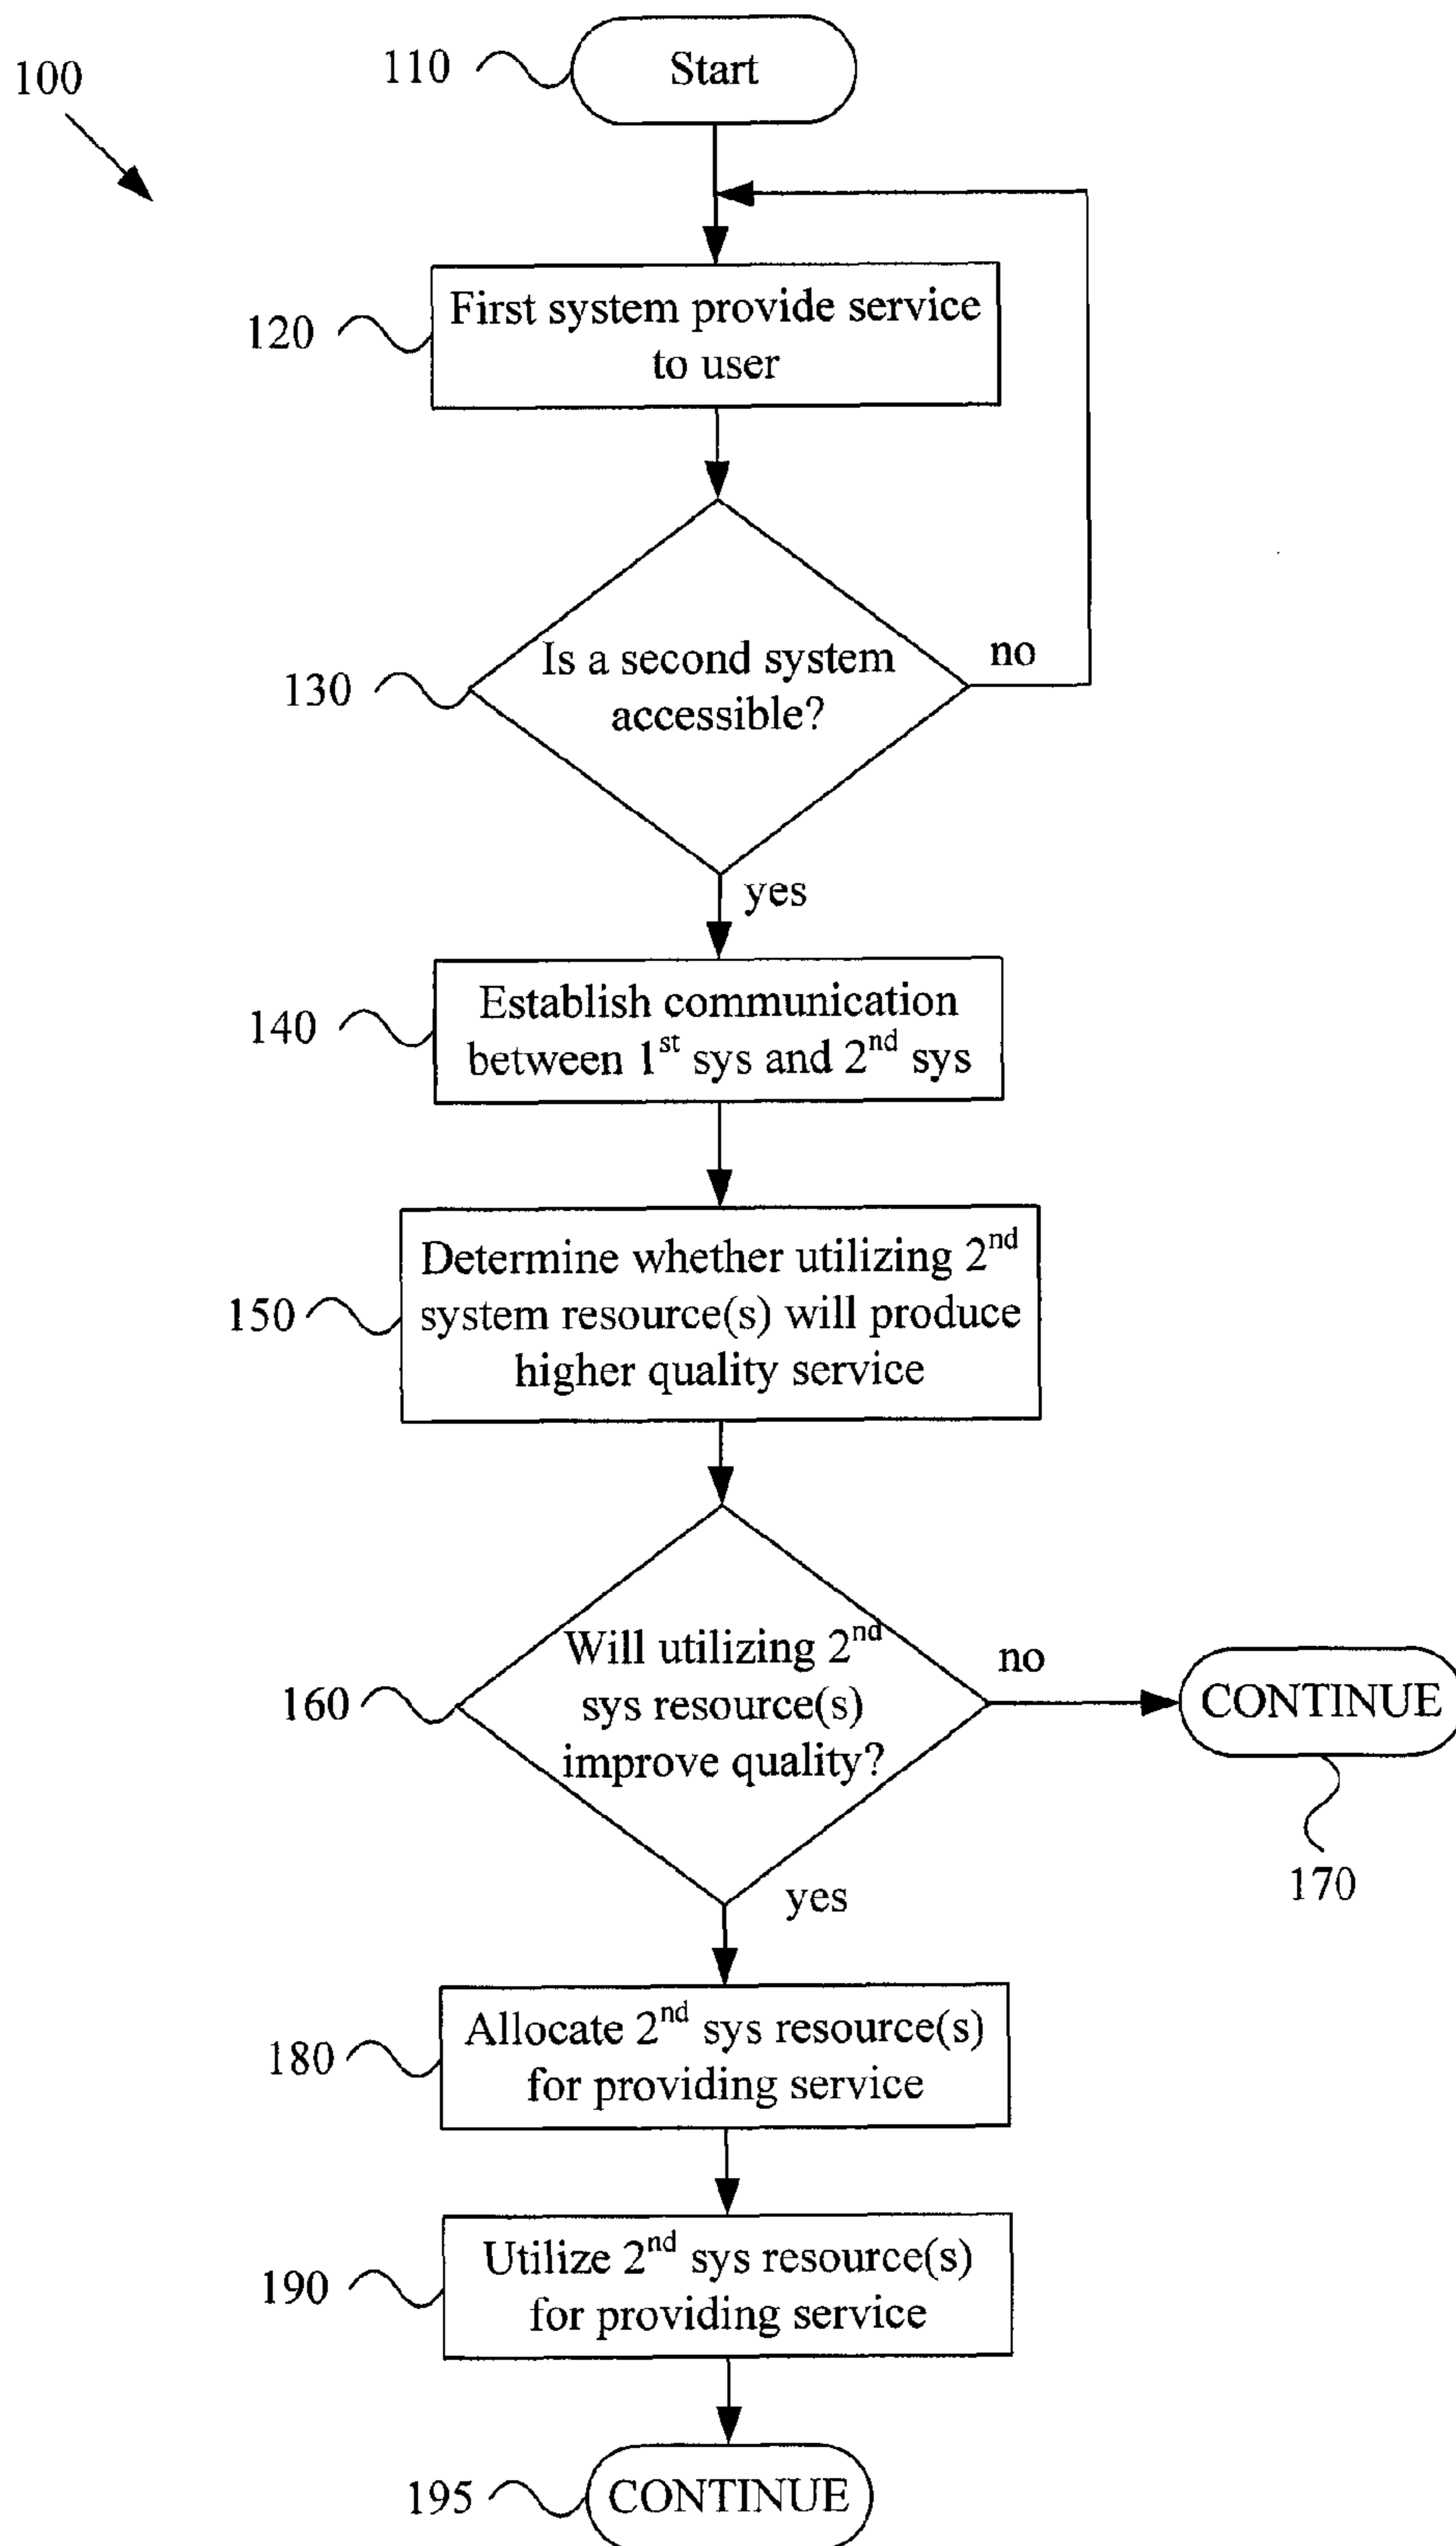 100
110
Start
120
First system provide service
to user
130
Is a second system
accessible?
no
yes
140
Establish communication
between 1st sys and 2nd sys
150
Determine whether utilizing 2nd
system resource(s) will produce
higher quality service
160
Will utilizing 2nd
sys resource(s)
improve quality?
no
CONTINUE
170
yes
180
Allocate 2nd sys resource(s)
for providing service
190
Utilize 2nd sys resource(s)
for providing service
195
CONTINUE